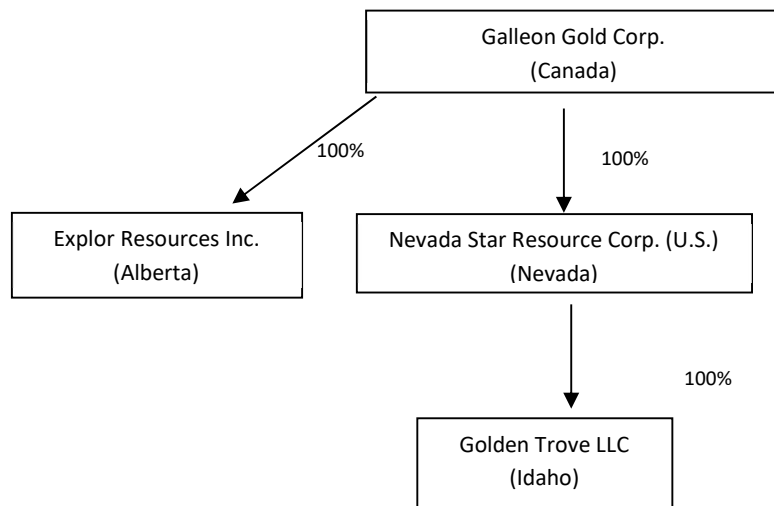 Galleon Gold Corp.
(Canada)
100%
100%
Explor Resources Inc.
(Alberta)
Nevada Star Resource Corp. (U.S.)
(Nevada)
100%
Golden Trove LLC
(Idaho)